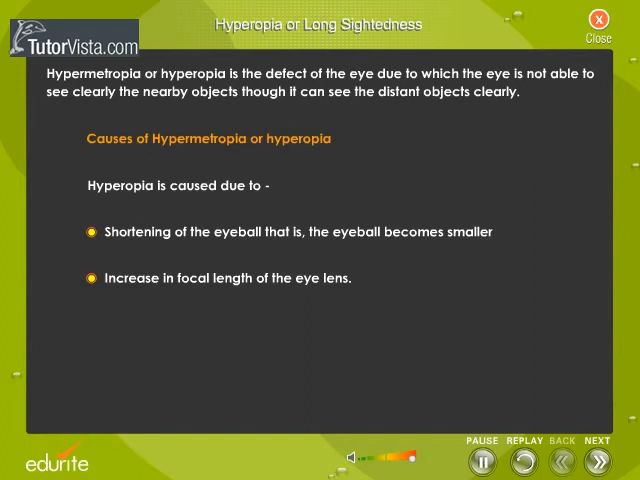 Hyperopia or Long Sightedness
X
Close
TutorVista.com
Hypermetropia or hyperopia is the defect of the eye due to which the eye is not able to
see clearly the nearby objects though it can see the distant objects clearly.
Causes of Hypermetropia or hyperopia
Hyperopia is caused due to -
Shortening of the eyeball that is, the eyeball becomes smaller
Increase in focal length of the eye lens.
PAUSE REPLAY BACK NEXT
edurite